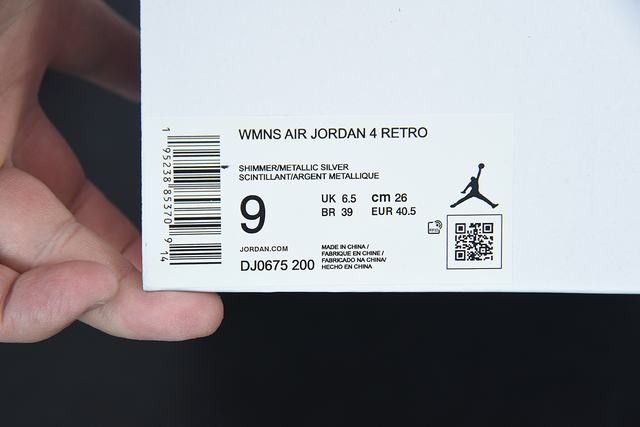 WMNS AIR JORDAN 4 RETRO
SHIMMER/METALLIC SILVER
SCINTILLANT/ARGENT METALLIQUE
9
UK 6.5 cm 26
BR 39 EUR 40.5
JORDAN.COM
DJ0675 200
MADE IN CHINA /
FABRIQUE EN CHINE /
FABRICADO NA CHINA/
HECHO EN CHINA
1 95238 85370 9 14